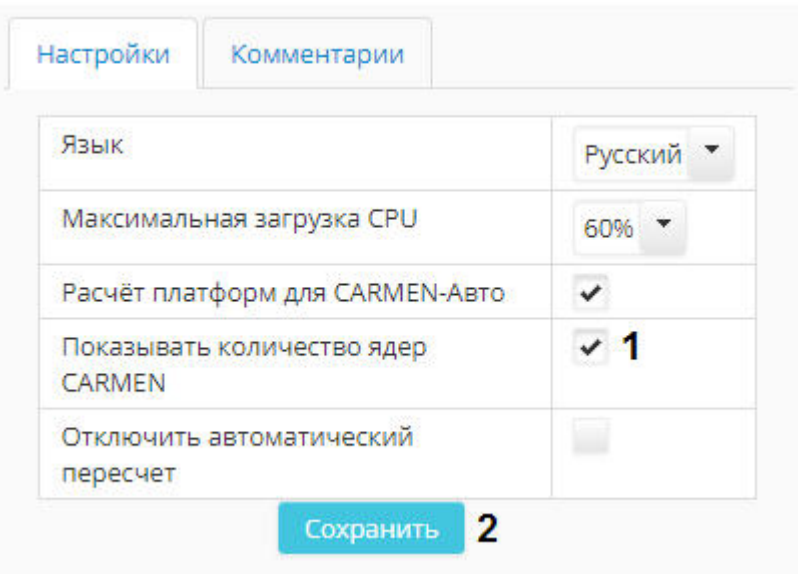 Настройки Комментарии
Язык Русский
Максимальная загрузка CPU 60%
Расчёт платформ для CARMEN-Авто
Показывать количество ядер 1
CARMEN
Отключить автоматический
пересчет
Сохранить 2